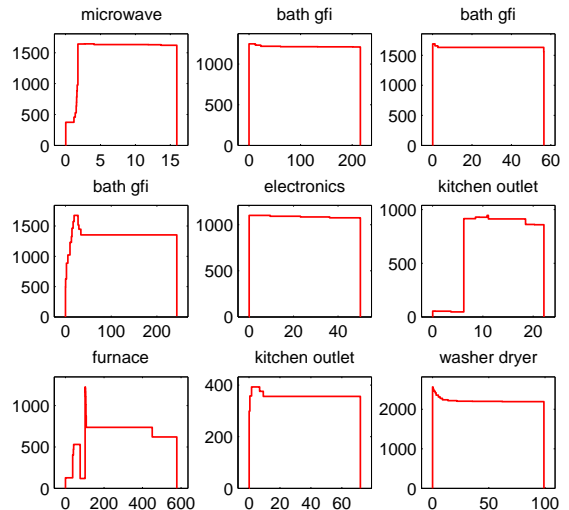 microwave bath gfi bath gfi
1500 1000 500 0
0 5 10 15
1000 500 0
0 100 200
1500 1000 500 0
0 20 40 60
bath gfi electronics kitchen outlet
1500 1000 500 0
0 100 200
1000 500 0
0 20 40
1000 500 0
0 10 20
furnace kitchen outlet washer dryer
1000 500 0
0 200 400 600
400 200 0
0 20 40 60
2000 1000 0
0 50 100